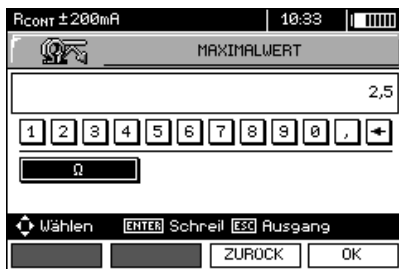 RCONT ±200mA 10:33
MAXIMALWERT
2,5
1 2 3 4 5 6 7 8 9 0 , ←
Ω
Wählen ENTER Schreil ESC Ausgang
ZURÜCK OK